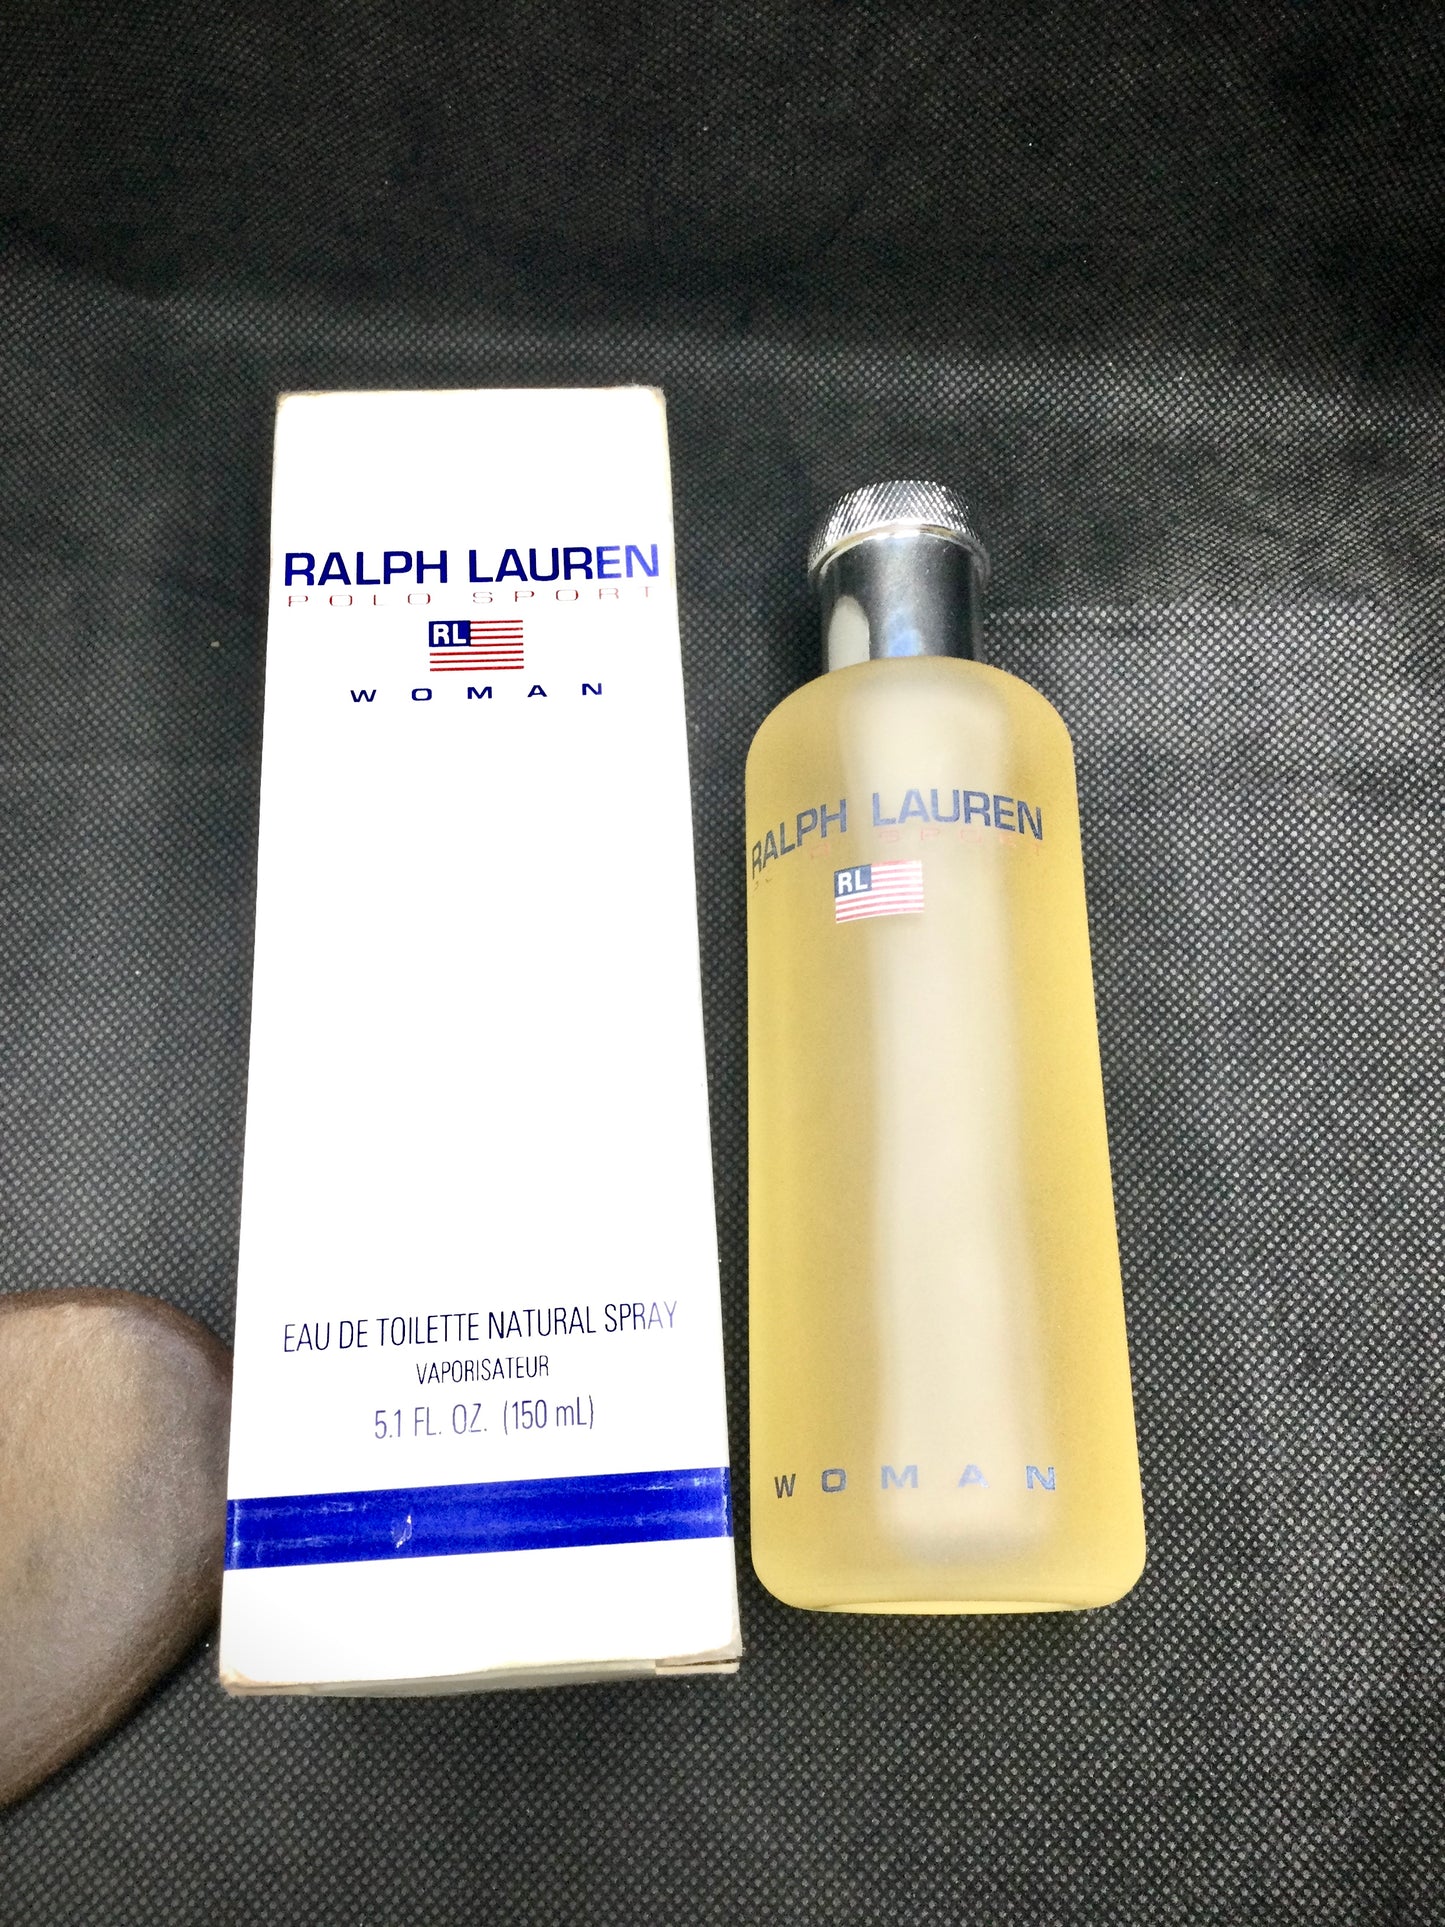 RALPH LAUREN
POLO SPORT
RL
WOMAN
EAU DE TOILETTE NATURAL SPRAY
VAPORISATEUR
5.1 FL. OZ. (150 mL)
RALPH LAUREN
SPORT
RL
WOMAN